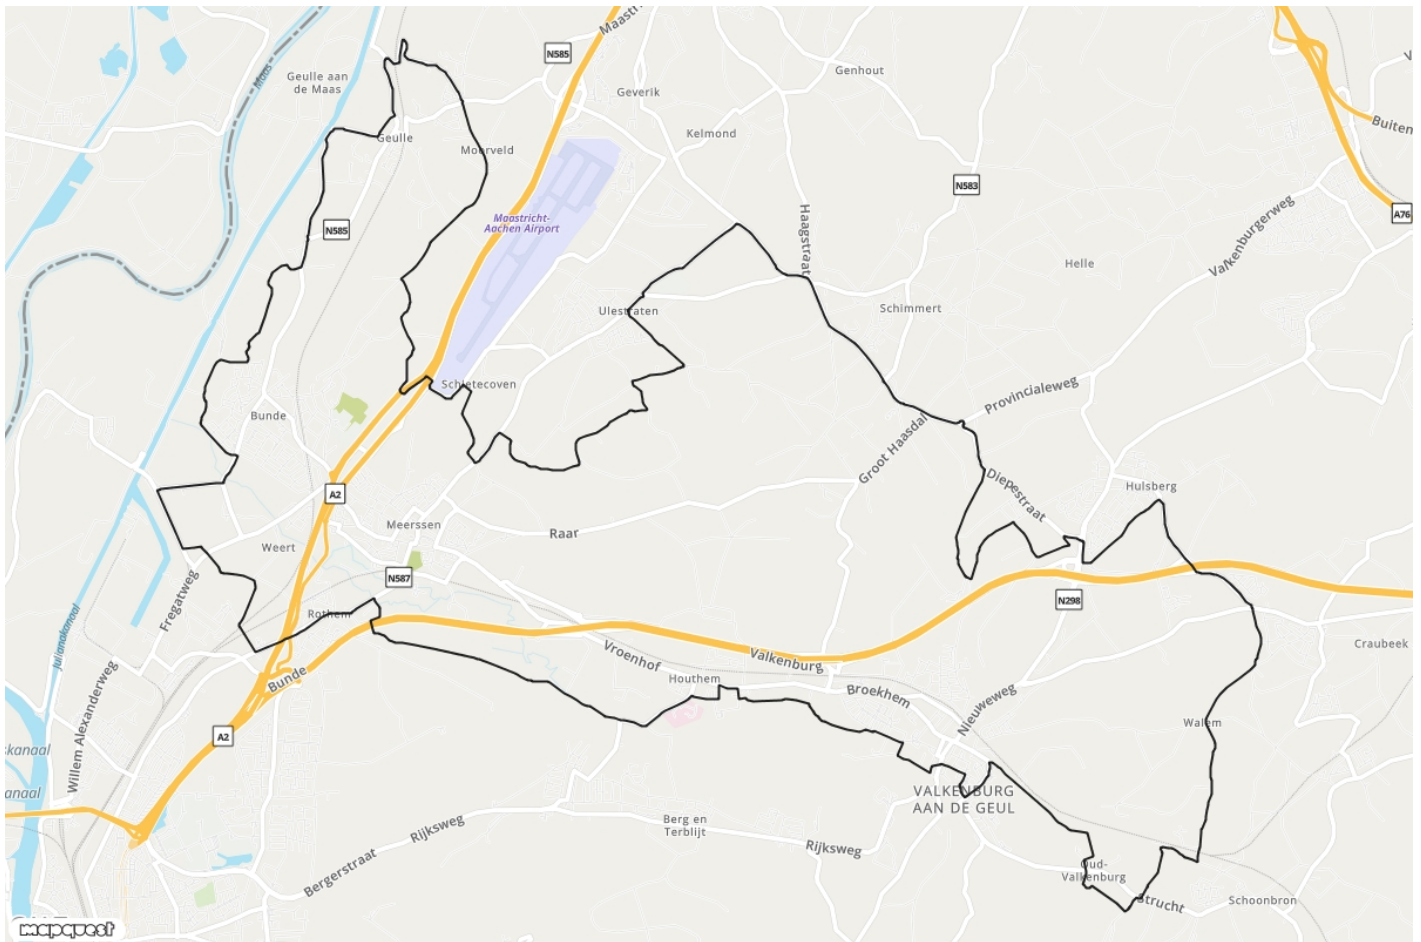 Maastri
N585
Genhout
Geulle aan
de Maas
Maas
Geverik
V
Buiten
Kelmond
Geulle
Moorveld
N583
A76
Maastricht-
Aachen Airport
Haagstraat
Valkenburgerweg
N585
Helle
Ulestraten
Schimmert
Schietecoven
Provincialeweg
Bunde
Groot Haasdal
Diepestraat
Hulsberg
A2
Meerssen
Raar
Weert
N587
Fregatweg
Rothem
N298
Julianakanaal
Craubeek
Vroenhof
Valkenburg
Houthem
Bunde
Broekhem
Nieuweweg
Willem Alexanderweg
Walem
A2
skanaal
anaal
VALKENBURG
AAN DE GEUL
Berg en
Terblijt
Rijksweg
Rijksweg
Bergerstraat
Oud-
Valkenburg
Strucht
Schoonbron
mapquest